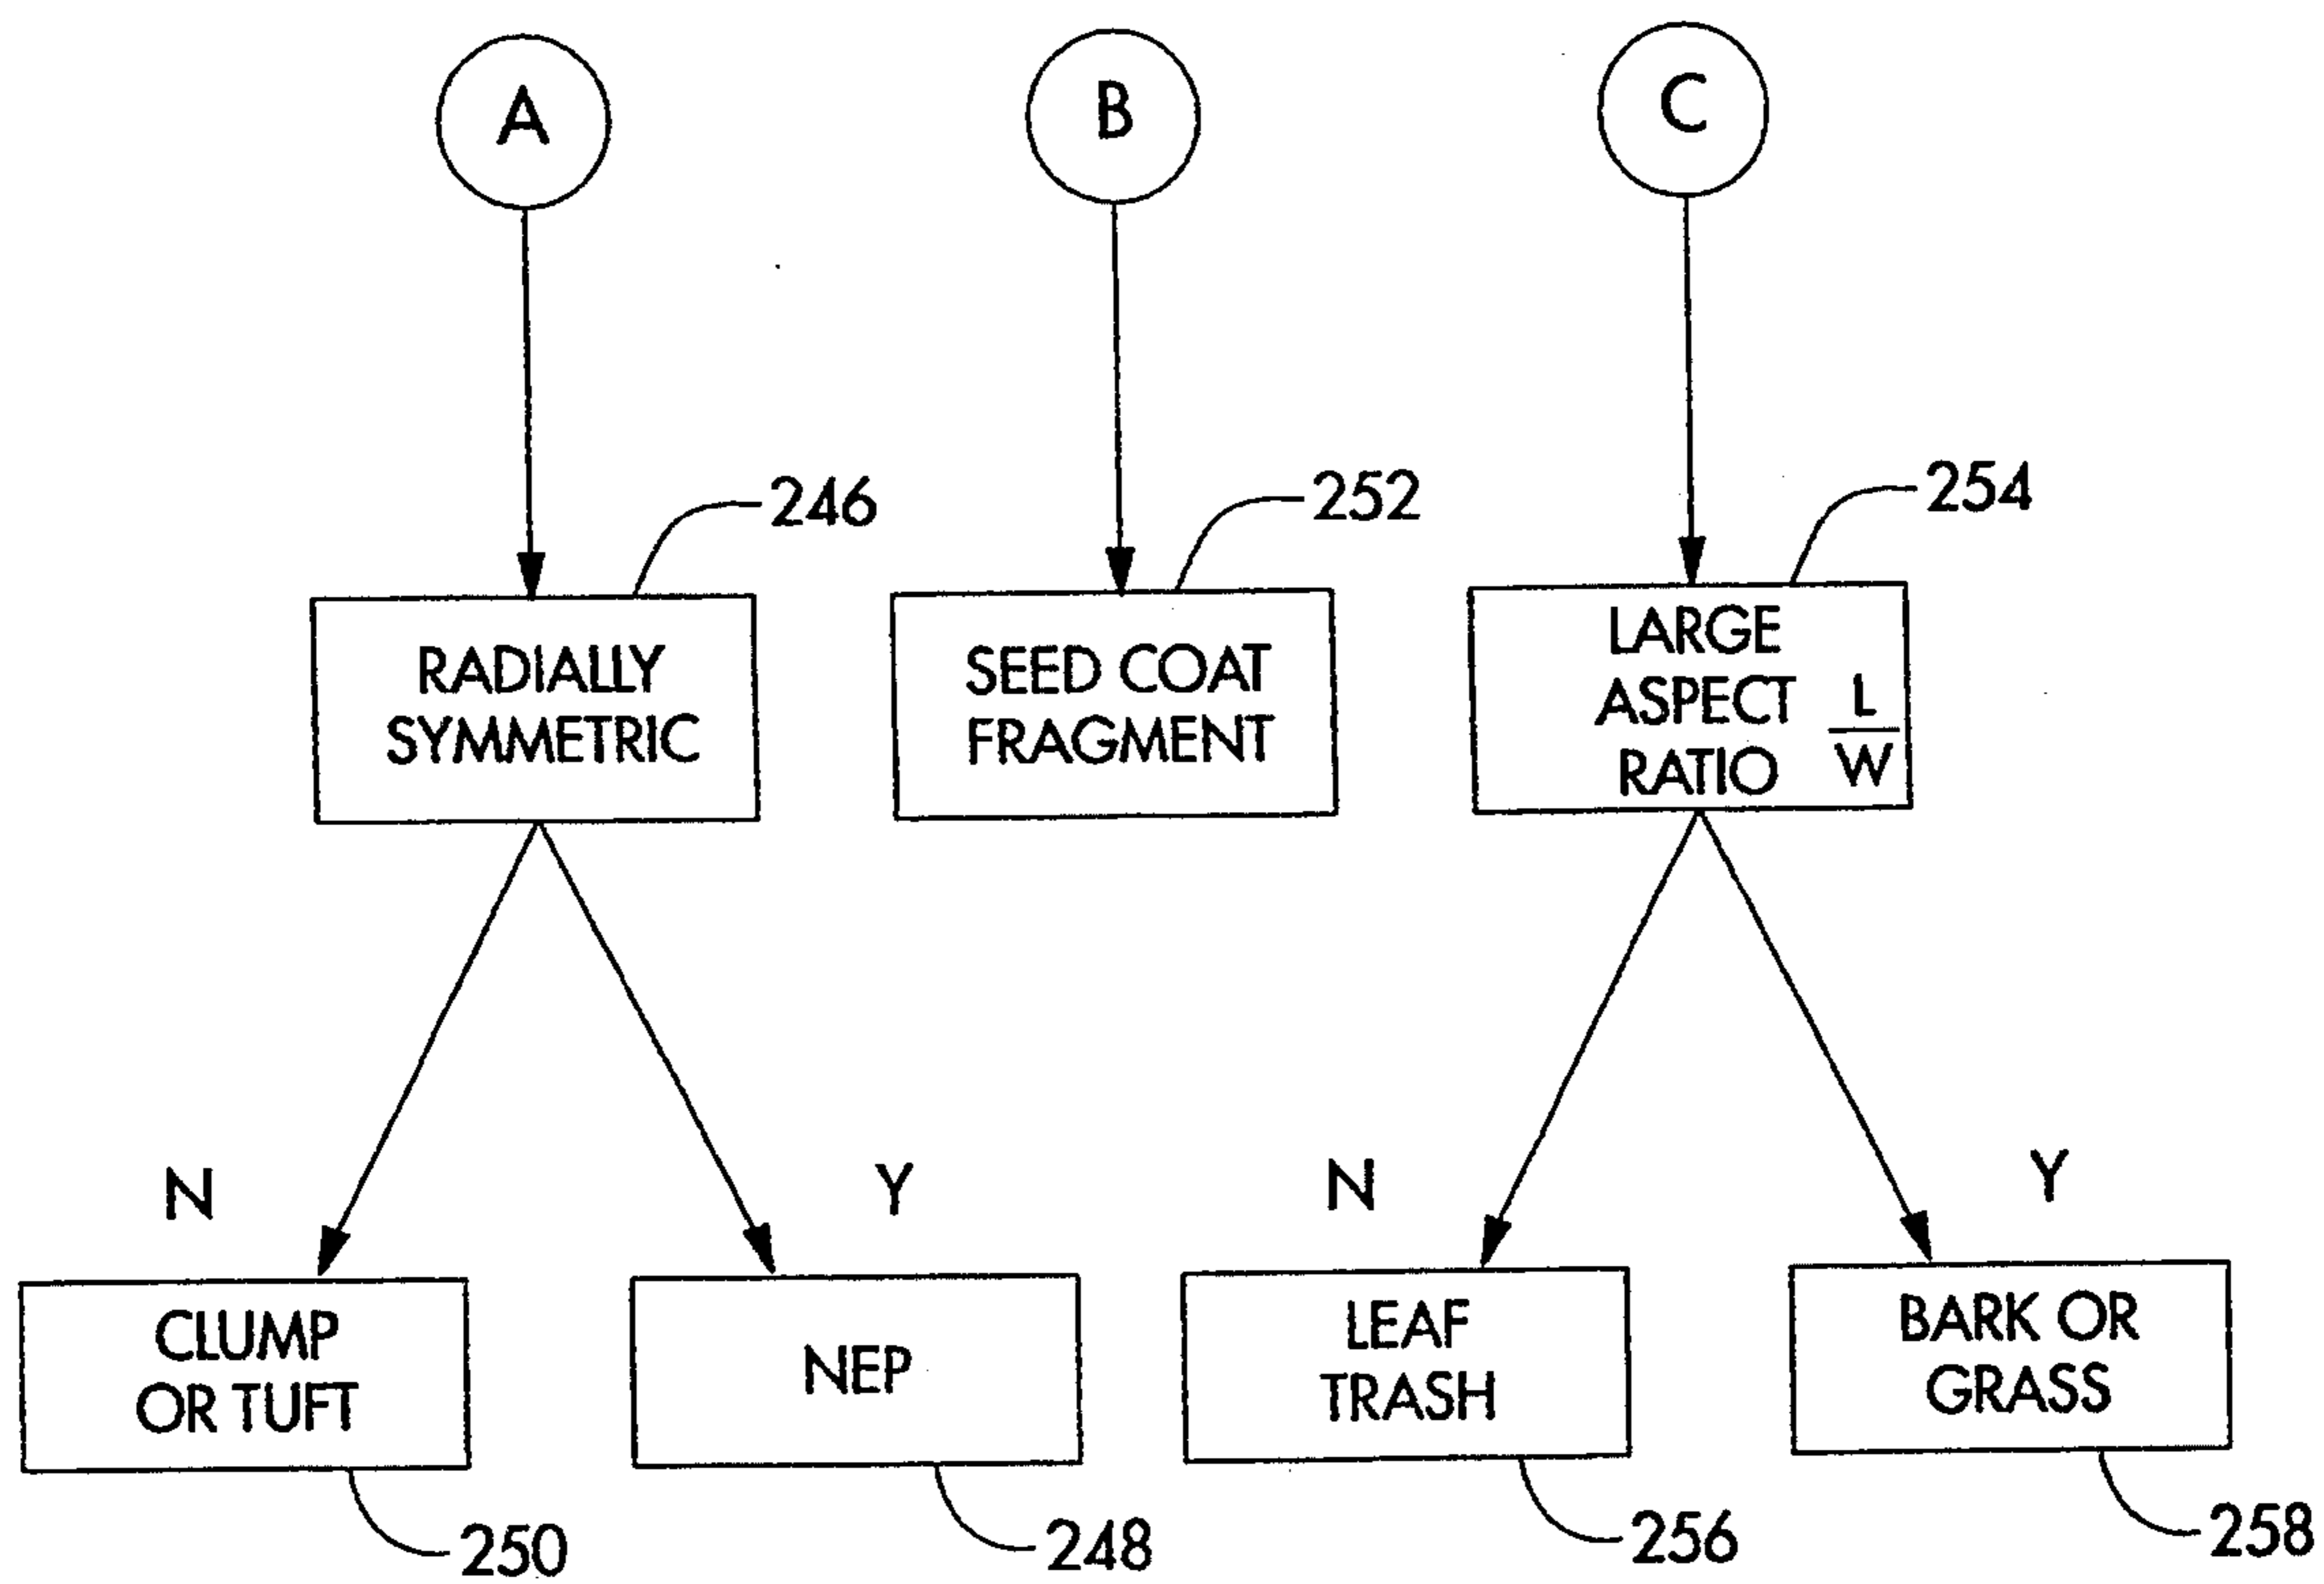 A
B
C
246
252
254
RADIALLY
SYMMETRIC
SEED COAT
FRAGMENT
LARGE
ASPECT
RATIO
L
W
N
Y
N
Y
CLUMP
OR TUFT
NEP
LEAF
TRASH
BARK OR
GRASS
250
248
256
258